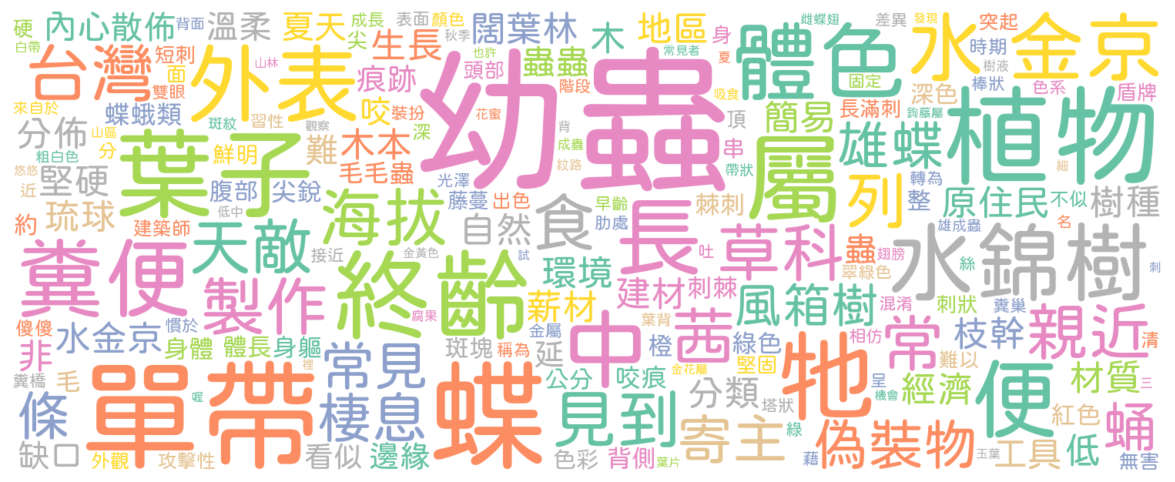 硬 內心散佈 背面 溫柔 夏天 成長 表面 顏色 尖 生長 秋季 闊葉林 木 地區 身 雌蝶翅 差異 突起 發現
白帶 台灣 短刺 面 雙眼 山林 外表 痕跡 也許 頭部 蟲蟲 階段 常見者 夏 體色 固定 水金京 時期 樹液 棒狀 色系 盾牌
來自於 蝶蛾類 斑紋 習性 觀察 咬 裝扮 深 花蜜 幼蟲 背 成蟲 紋路 吸食 頂 簡易 長滿刺 深色 鉤藤屬 植物
分佈 山區 分 粗白色 鮮明 難 木本 毛毛蟲 串 帶狀 屬 雄蝶 轉為
悠悠 近 堅硬 葉子 腹部 尖銳 低中 光澤 藤蔓 出色 早齡 肋處 棘刺 列 整 原住民 不似 名 樹種 細
約 琉球 建築師 天敵 海拔 接近 金黃色 自然 食 長 吐 試 草科 翅膀 蟲 翠綠色 雄成蟲 水錦樹 絲 刺
糞便 製作 終齡 腐果 環境 建材 刺棘 風箱樹 混淆 刺狀 糞巢
傻傻 慣於 水金京 非 身體 體長 身軀 斑塊 稱為 金屬 薪材 延 中 橙 茜 葉背 綠色 堅固 金花屬 相仿 牠 常 枝幹 難以 親近 清
糞橋 毛 裡 喔 單帶 常見 蝶 公分 咬痕 分類 塔狀 呈 機會 經濟 便 材質 三
條 棲息 見到 寄主 綠 藉 偽裝物 紅色 玉葉 工具 低 蛹
缺口 外觀 攻擊性 看似 邊緣 色彩 背側 葉片 無害